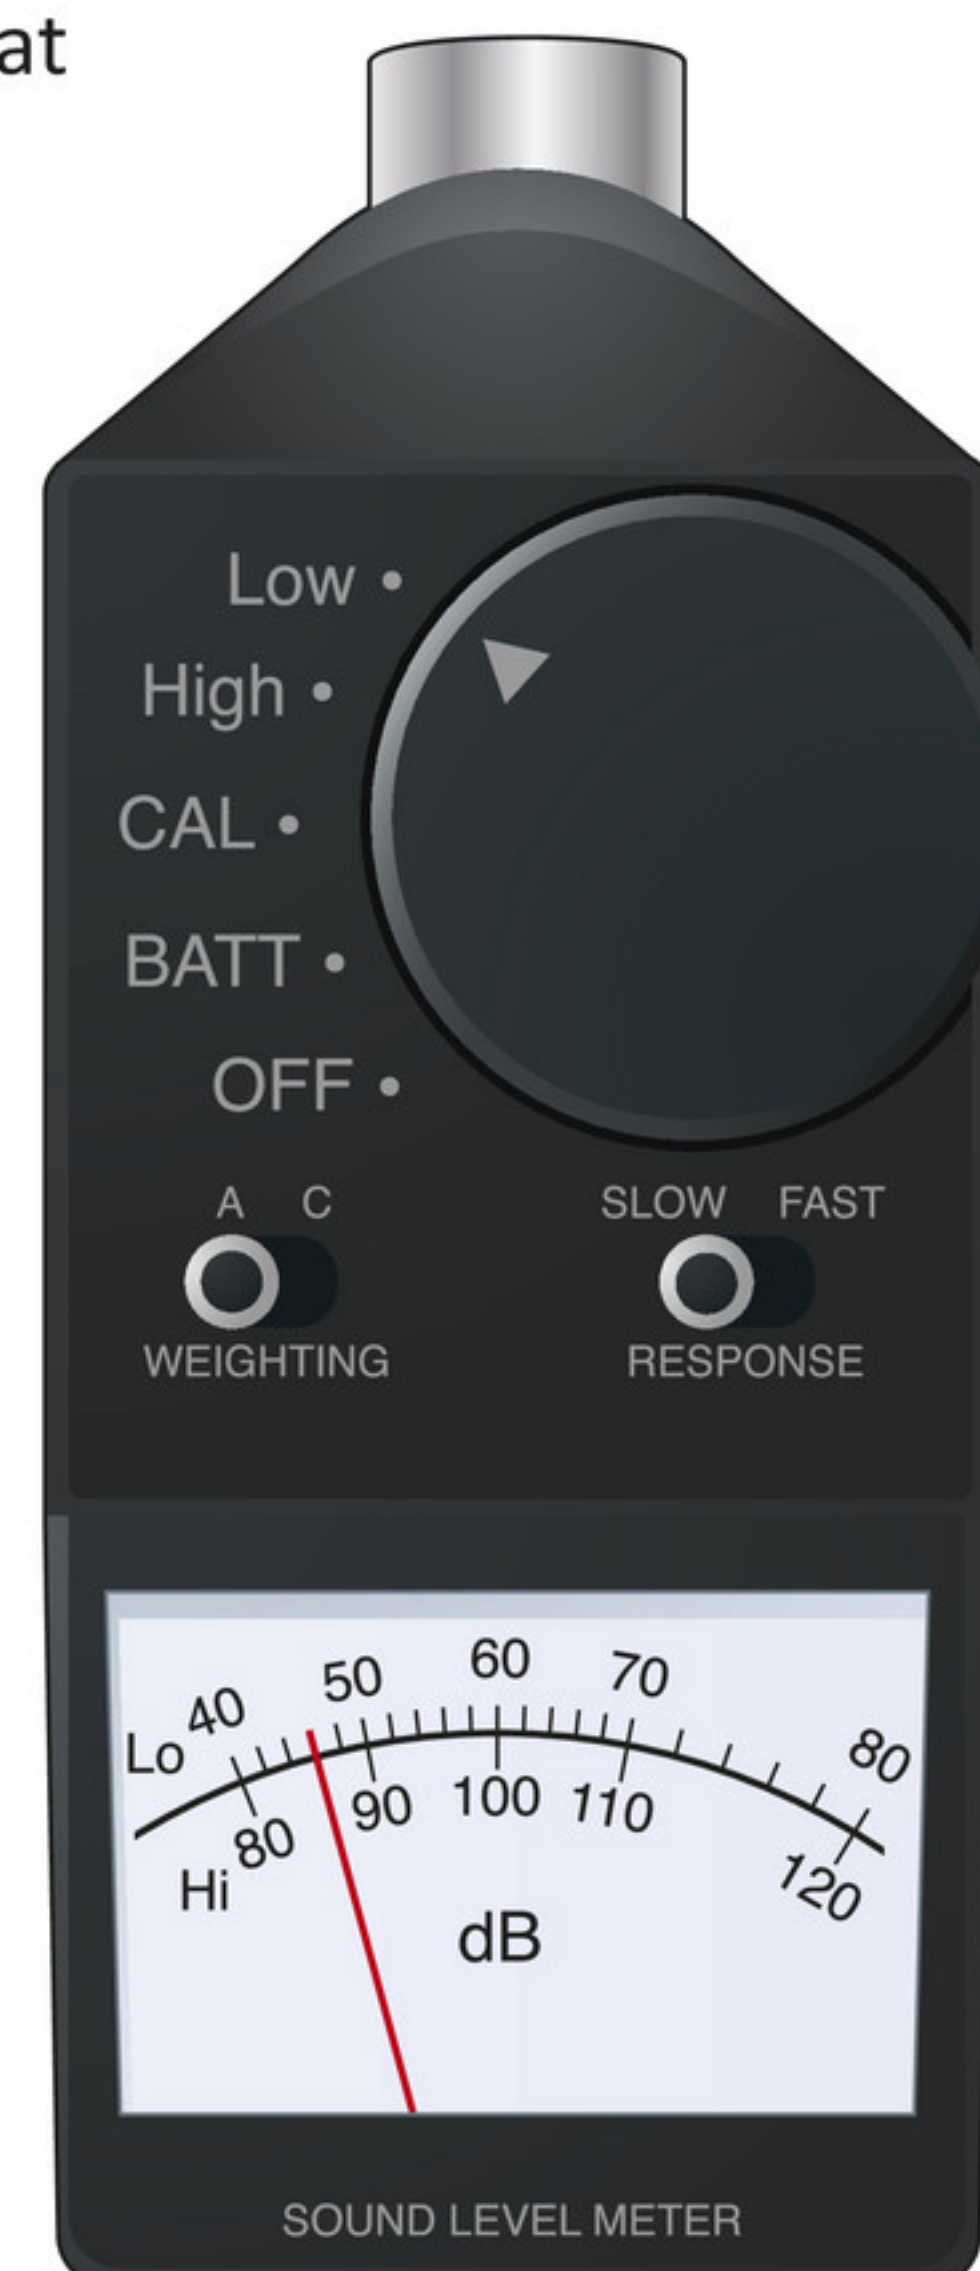 at
Low
High
CAL
BATT
OFF
A C
SLOW FAST
WEIGHTING
RESPONSE
Lo 40 50 60 70 80
Hi 80 90 100 110 120
dB
SOUND LEVEL METER